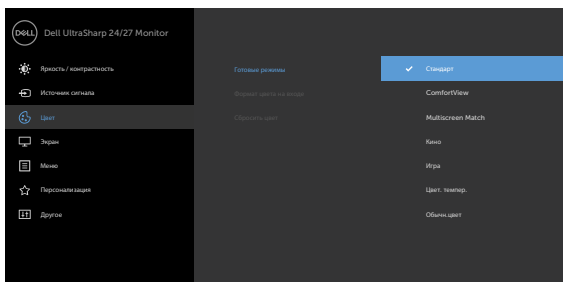 DELL
Dell UltraSharp 24/27 Monitor
Яркость / контрастность
Источник сигнала
Цвет
Экран
Меню
Персонализация
Другое
Готовые режимы
Формат цвета на входе
Сбросить цвет
Стандарт
ComfortView
Multiscreen Match
Кино
Игра
Цвет. темпер.
Обычн.цвет